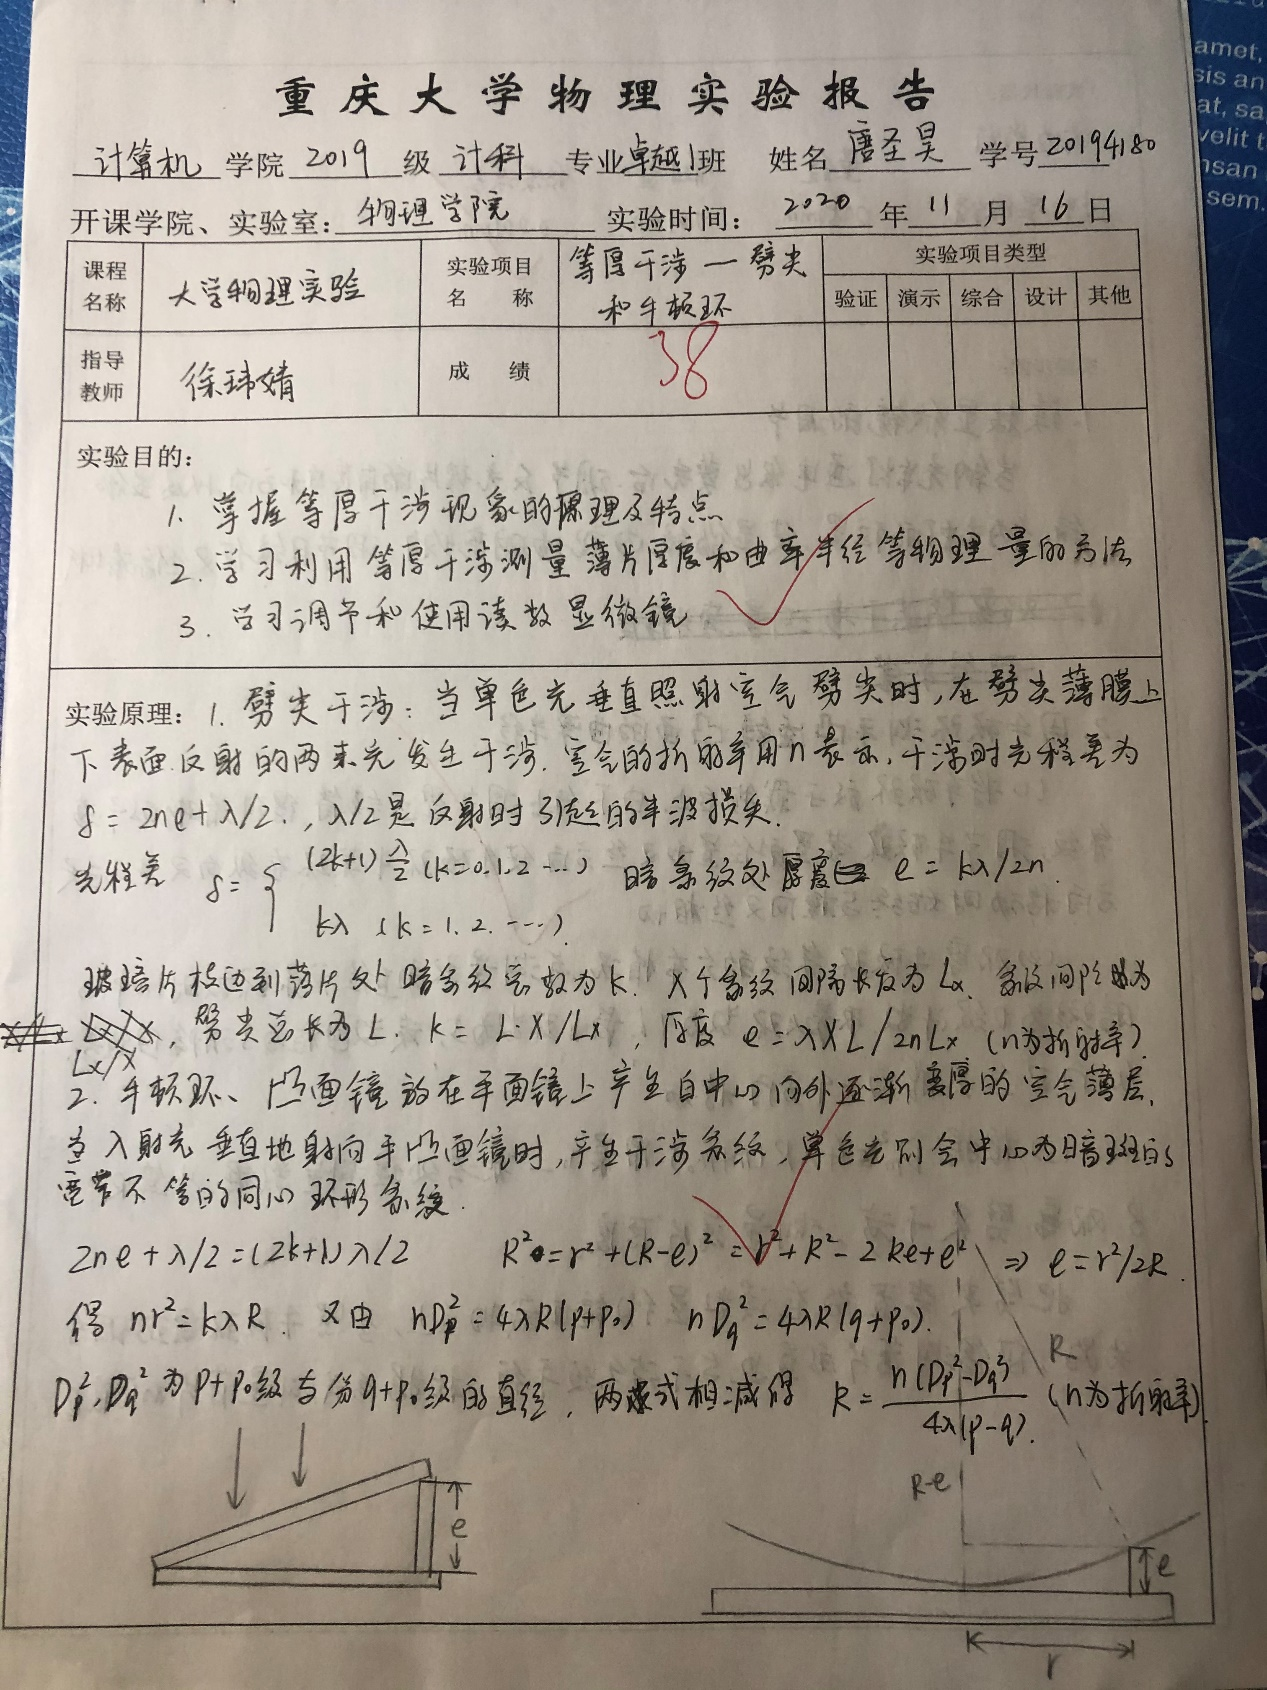 重庆大学物理实验报告
计算机 学院 2019 级 计科 专业 卓越1 班 姓名 唐圣昊 学号 20194180
开课学院、实验室: 物理学院 实验时间: 2020 年 11 月 16 日
课程名称 大学物理实验 实验项目名 称 等厚干涉—劈尖和牛顿环 实验项目类型
验证 演示 综合 设计 其他
指导教师 徐玮婧 成 绩 38
实验目的:
1. 掌握等厚干涉现象的原理及特点
2. 学习利用等厚干涉测量薄片厚度和曲率半径等物理量的方法
3. 学习调节和使用读数显微镜
实验原理: 1. 劈尖干涉: 当单色光垂直照射空气劈尖时, 在劈尖薄膜上
下表面反射的两束光发生干涉. 空气的折射率用n表示, 干涉时光程差为
δ = 2ne + λ/2. , λ/2是反射时引起的半波损失.
光程差 δ = { (2k+1) λ/2 (k=0.1.2 …) 暗条纹处厚度 e = kλ/2n.
kλ (k = 1. 2. …)
玻璃片棱边到薄片处暗条纹总数为k. X个条纹间隔长度为Lx. 条纹间距为
Lx/X, 劈尖总长为L. k = L·X/Lx, 厚度 e = λXL/2nLx (n为折射率).
2. 牛顿环、凸面镜放在平面镜上产生自中心向外逐渐变厚的空气薄层,
当入射光垂直地射向平凸面镜时, 产生干涉条纹, 单色光则会中心为暗斑的
宽带不等的同心环形条纹.
2ne + λ/2 = (2k+1)λ/2 R² = r² + (R-e)² = r² + R² - 2Re + e² ⇒ e = r²/2R.
得 nr² = kλR. 又由 nDp² = 4λR(p+p₀) nDq² = 4λR(q+p₀).
Dp², Dq² 为 p+p₀级与第q+p₀级的直径, 两式相减得 R = n(Dp²-Dq²)/4λ(p-q). (n为折射率).
e
R
R-e
e
r
amet,
sis an
at, sa
velit t
nsan
sem.